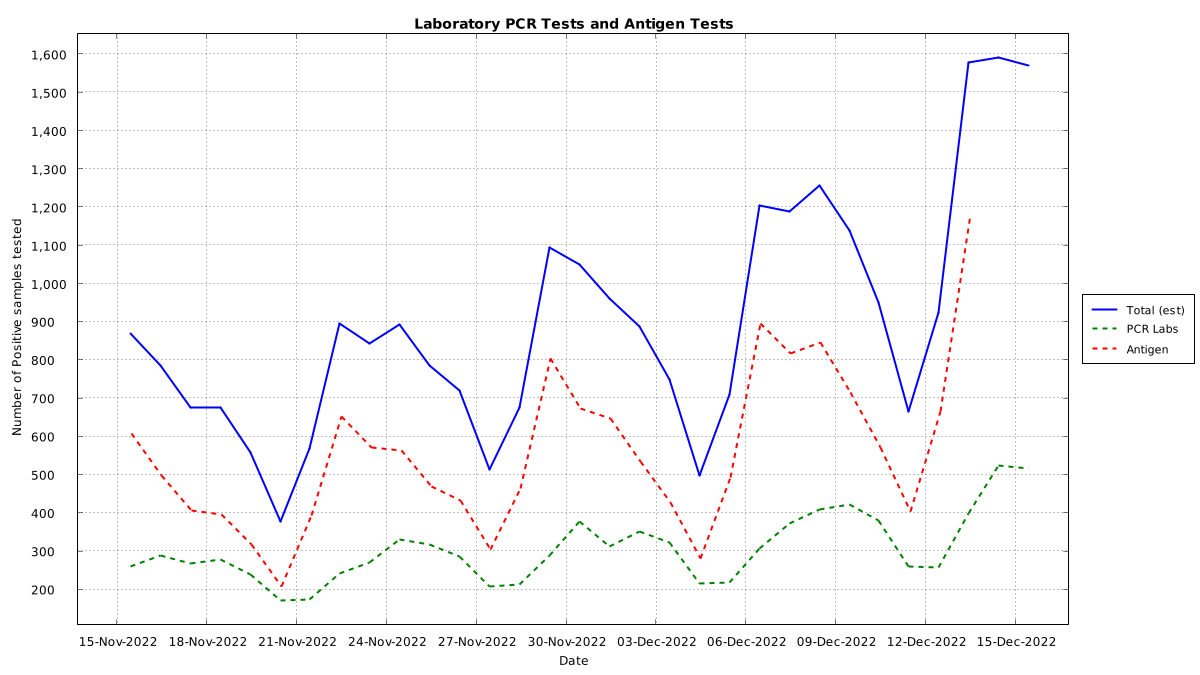 Laboratory PCR Tests and Antigen Tests
1,600
1,500
1,400
1,300
1,200
1,100
1,000
900
800
700
600
500
400
300
200
Number of Positive samples tested
15-Nov-2022 18-Nov-2022 21-Nov-2022 24-Nov-2022 27-Nov-2022 30-Nov-2022 03-Dec-2022 06-Dec-2022 09-Dec-2022 12-Dec-2022 15-Dec-2022
Date
Total (est)
PCR Labs
Antigen